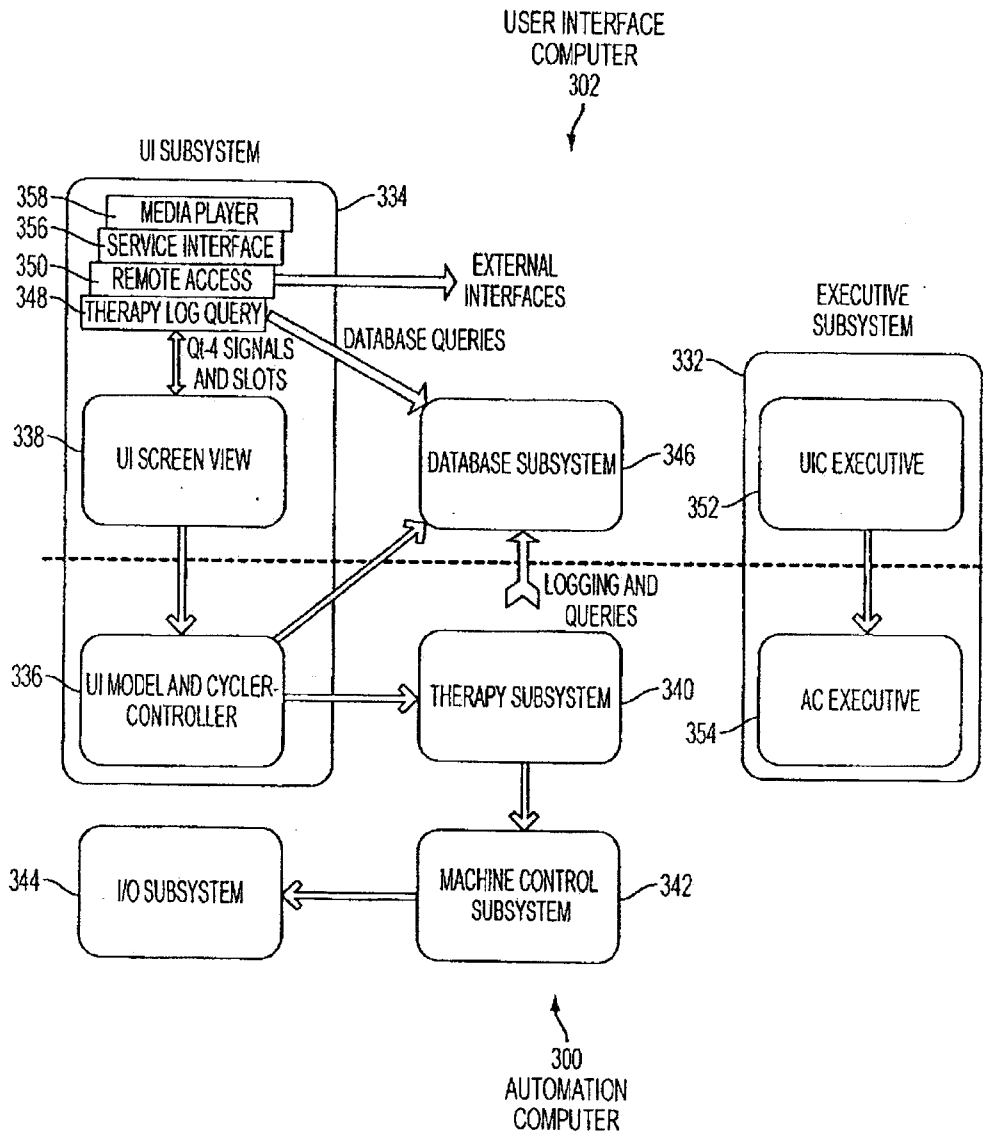 USER INTERFACE
COMPUTER
302
UI SUBSYSTEM
334
358
MEDIA PLAYER
356
SERVICE INTERFACE
350
REMOTE ACCESS
348
THERAPY LOG QUERY
EXTERNAL
INTERFACES
DATABASE QUERIES
Qt-4 SIGNALS
AND SLOTS
338
UI SCREEN VIEW
DATABASE SUBSYSTEM
346
EXECUTIVE
SUBSYSTEM
332
UIC EXECUTIVE
352
LOGGING AND
QUERIES
336
UI MODEL AND CYCLER-
CONTROLLER
THERAPY SUBSYSTEM
340
AC EXECUTIVE
354
344
I/O SUBSYSTEM
MACHINE CONTROL
SUBSYSTEM
342
300
AUTOMATION
COMPUTER